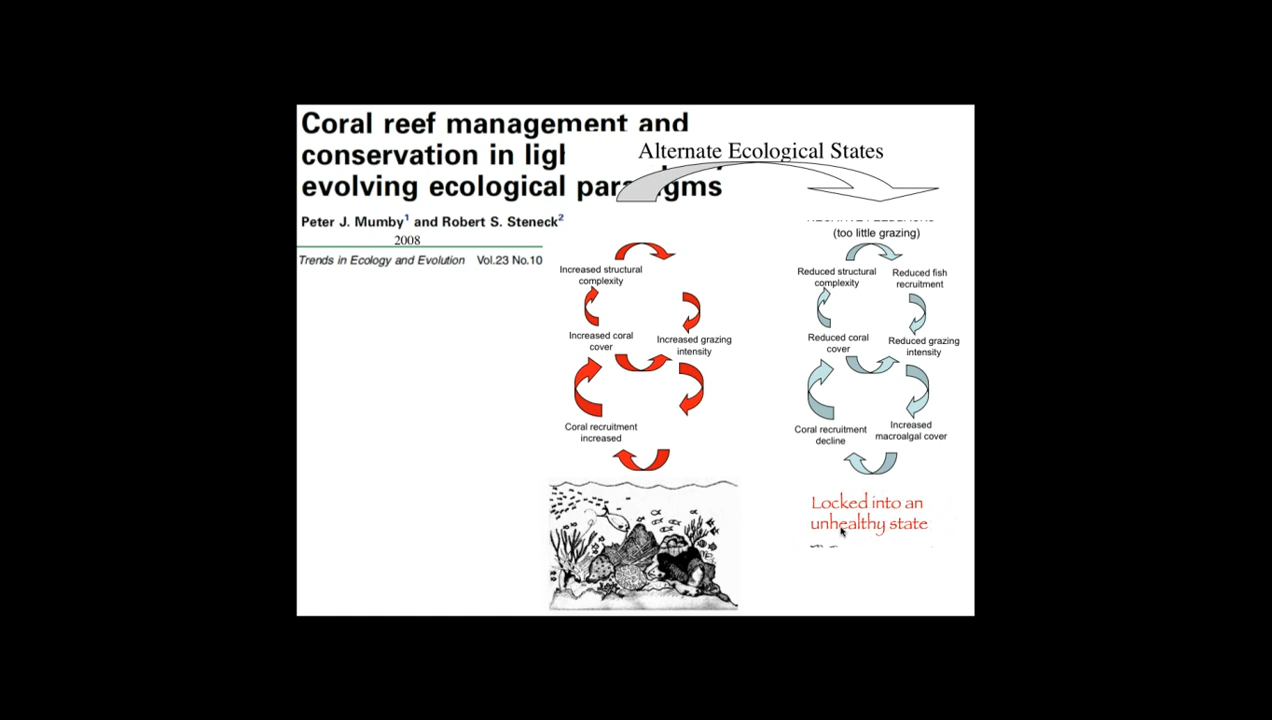 Coral reef management and
conservation in
evolving ecological
Peter J. Mumby1 and Robert S. Steneck2
2008
Trends in Ecology and Evolution Vol.23 No.10
Alternate Ecological States
Increased structural
complexity
Increased coral
cover
Increased grazing
intensity
Coral recruitment
increased
(too little grazing)
Reduced structural
complexity
Reduced fish
recruitment
Reduced coral
cover
Reduced grazing
intensity
Coral recruitment
decline
Increased
macroalgal cover
Locked into an
unhealthy state